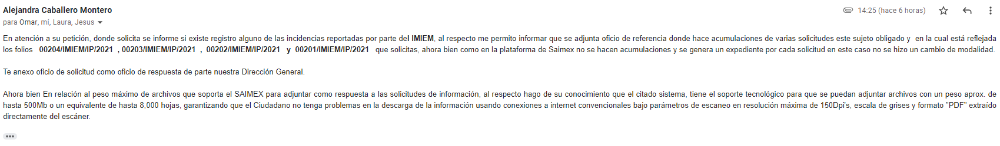 Alejandra Caballero Montero
14:25 (hace 6 horas)
para Omar, mí, Laura, Jesus
En atención a su petición, donde solicita se informe si existe registro alguno de las incidencias reportadas por parte del IMIEM, al respecto me permito informar que se adjunta oficio de referencia donde hace acumulaciones de varias solicitudes este sujeto obligado y en la cual está reflejada
los folios 00204/IMIEM/IP/2021 , 00203/IMIEM/IP/2021 , 00202/IMIEM/IP/2021 y 00201/IMIEM/IP/2021 que solicitas, ahora bien como en la plataforma de Saimex no se hacen acumulaciones y se genera un expediente por cada solicitud en este caso no se hizo un cambio de modalidad.
Te anexo oficio de solicitud como oficio de respuesta de parte nuestra Dirección General.
Ahora bien En relación al peso máximo de archivos que soporta el SAIMEX para adjuntar como respuesta a las solicitudes de información, al respecto hago de su conocimiento que el citado sistema, tiene el soporte tecnológico para que se puedan adjuntar archivos con un peso aprox. de
hasta 500Mb o un equivalente de hasta 8,000 hojas, garantizando que el Ciudadano no tenga problemas en la descarga de la información usando conexiones a internet convencionales bajo parámetros de escaneo en resolución máxima de 150Dpi's, escala de grises y formato "PDF" extraído
directamente del escáner.